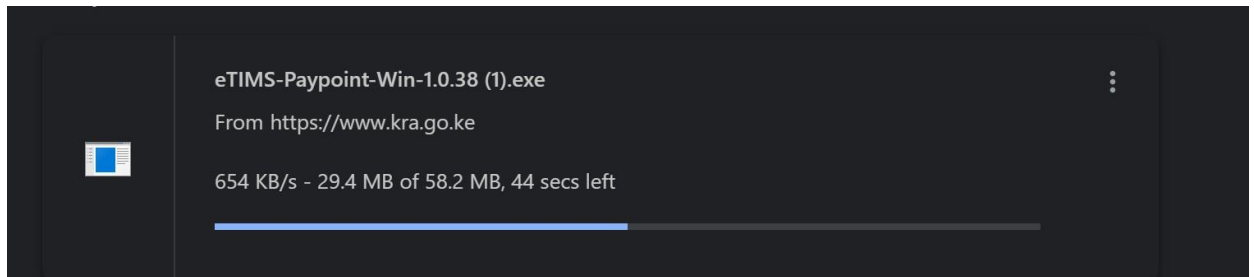 eTIMS-Paypoint-Win-1.0.38 (1).exe
From https://www.kra.go.ke
654 KB/s - 29.4 MB of 58.2 MB, 44 secs left